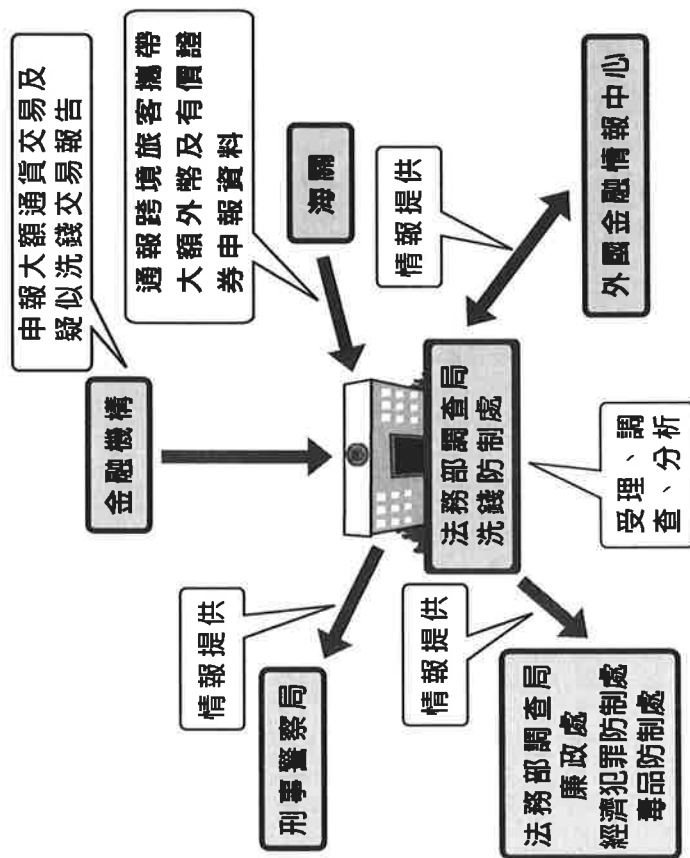 申報大額通貨交易及
疑似洗錢交易報告
金融機構
通報跨境旅客攜帶
大額外幣及有價證
券申報資料
海關
情報提供
刑事警察局
法務部調查局
洗錢防制處
情報提供
外國金融情報中心
情報提供
受理、調
查、分析
法務部調查局
廉政處
經濟犯罪防制處
毒品防制處